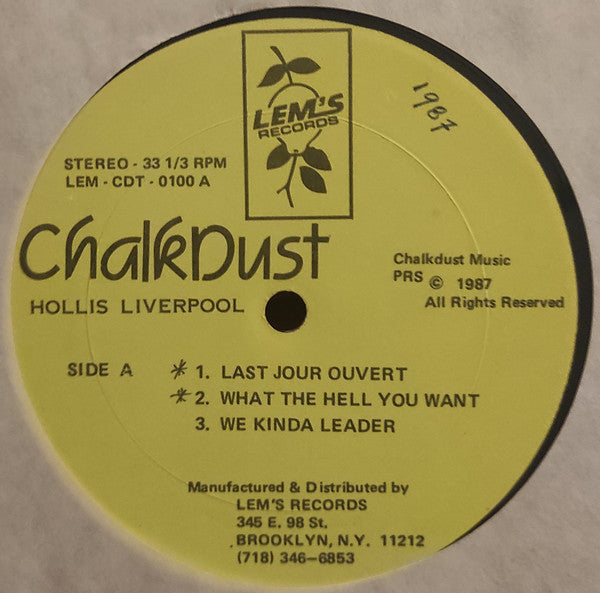 LEM'S
RECORDS
1987
STEREO - 33 1/3 RPM
LEM - CDT - 0100 A
ChalkDust
HOLLIS LIVERPOOL
Chalkdust Music
PRS © 1987
All Rights Reserved
SIDE A
* 1. LAST JOUR OUVERT
* 2. WHAT THE HELL YOU WANT
3. WE KINDA LEADER
Manufactured & Distributed by
LEM'S RECORDS
345 E. 98 St.
BROOKLYN, N.Y. 11212
(718) 346-6853